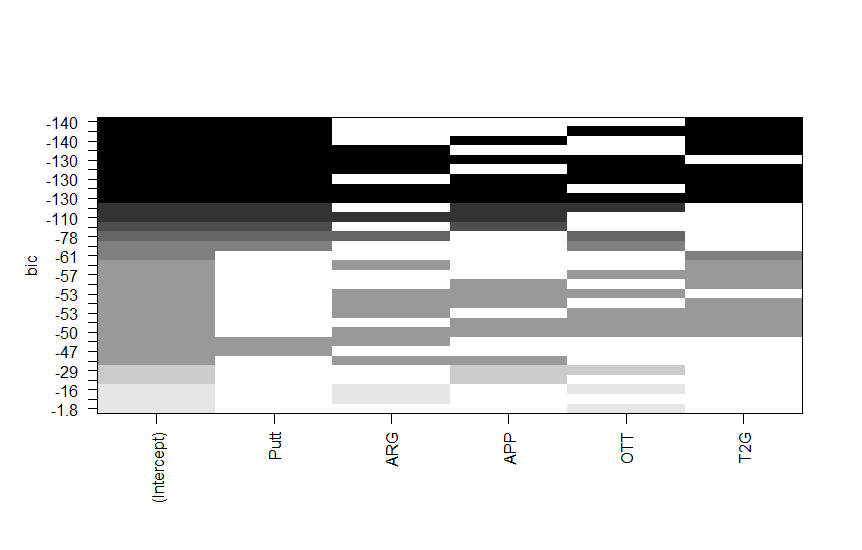 -140
-140
-130
-130
-130
-110
-78
-61
-57
-53
-53
-50
-47
-29
-16
-1.8
bic
(Intercept)
Putt
ARG
APP
OTT
T2G